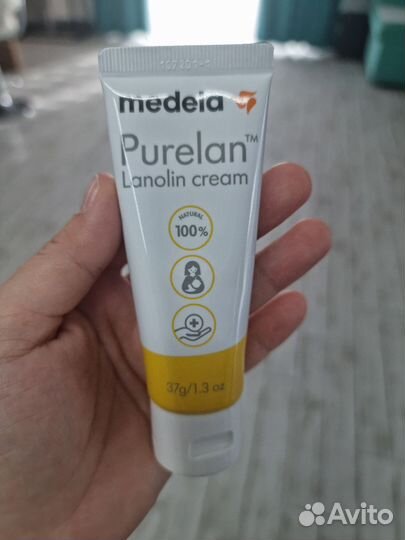 medela
Purelan™
Lanolin cream
NATURAL
100%
37g/1.3 oz
Avito